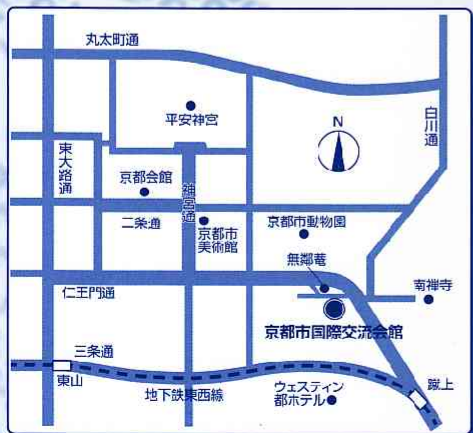 丸太町通
白川通
平安神宮
N
東大路通
京都会館
神宮通
二条通
京都市
美術館
京都市動物園
無鄰菴
南禅寺
仁王門通
京都市国際交流会館
三条通
東山
地下鉄東西線
ウェスティン
都ホテル
蹴上